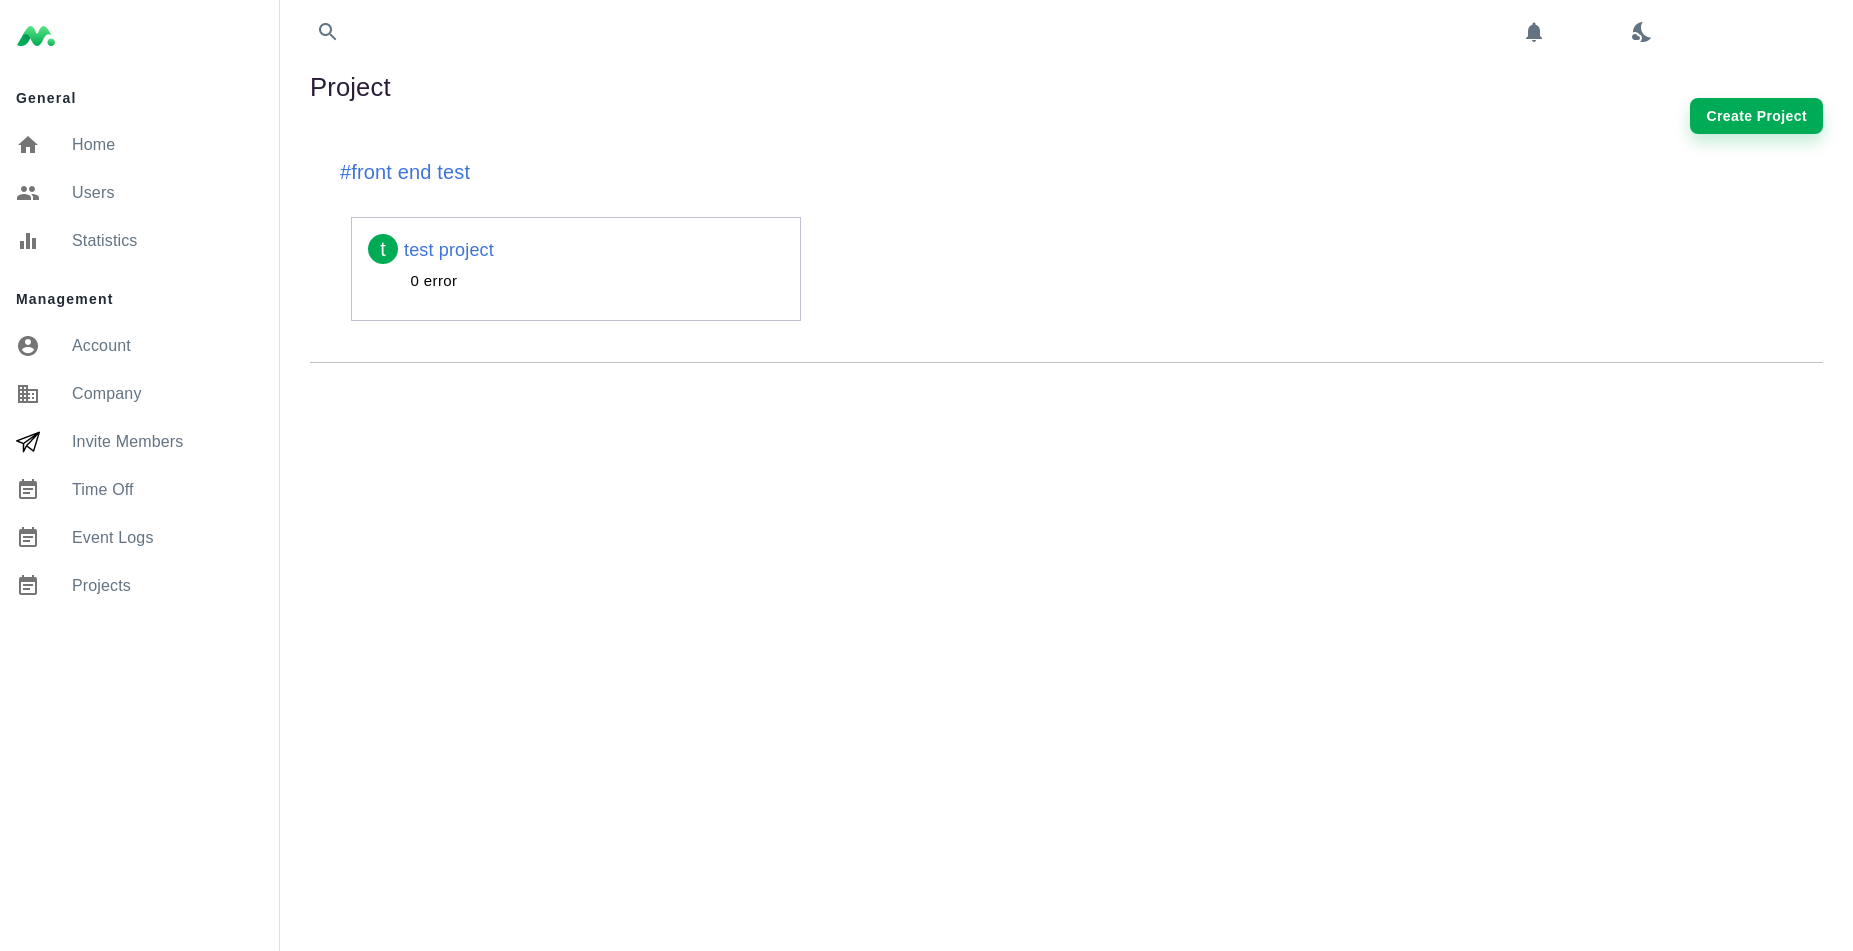 General
Home
Users
Statistics
Management
Account
Company
Invite Members
Time Off
Event Logs
Projects
Project
Create Project
#front end test
t test project
0 error